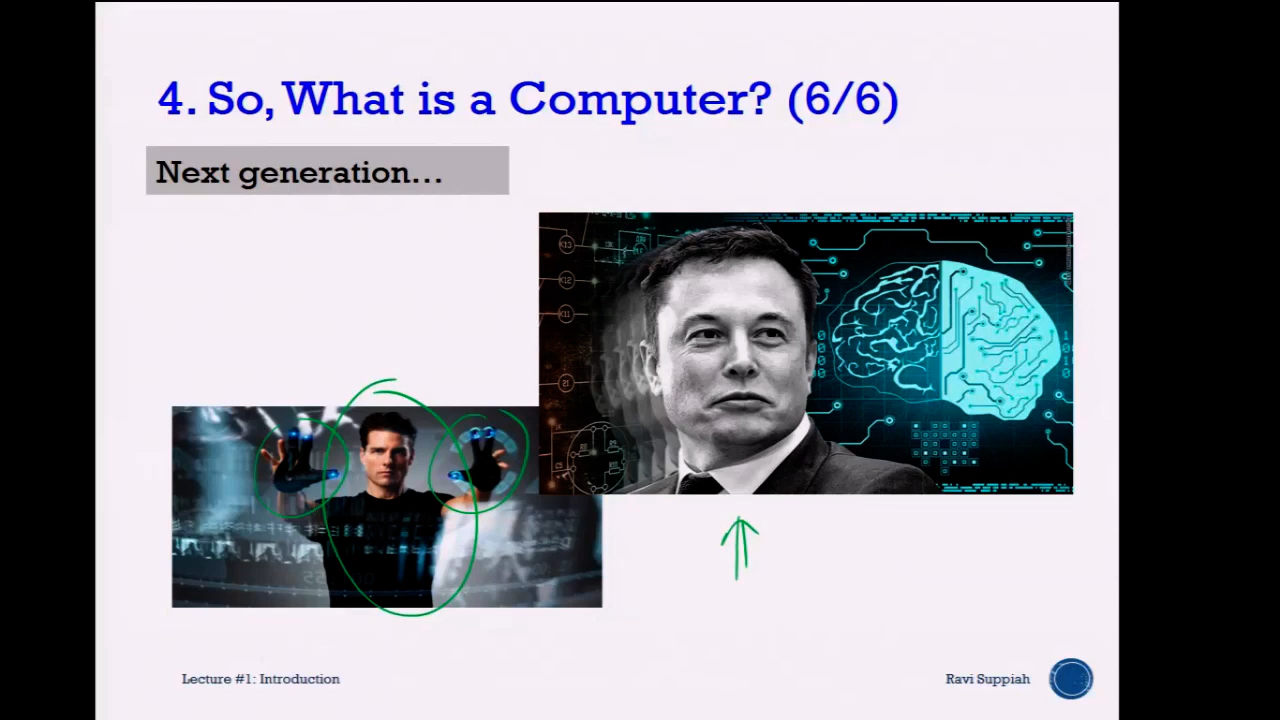 4. So, What is a Computer? (6/6)
Next generation...
Lecture #1: Introduction
Ravi Suppiah